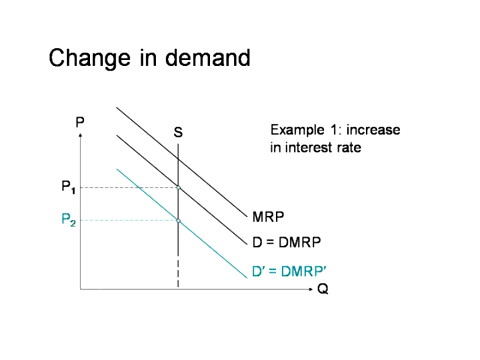 Change in demand
P
S
Example 1: increase
in interest rate
P₁
P₂
MRP
D = DMRP
D′ = DMRP′
Q